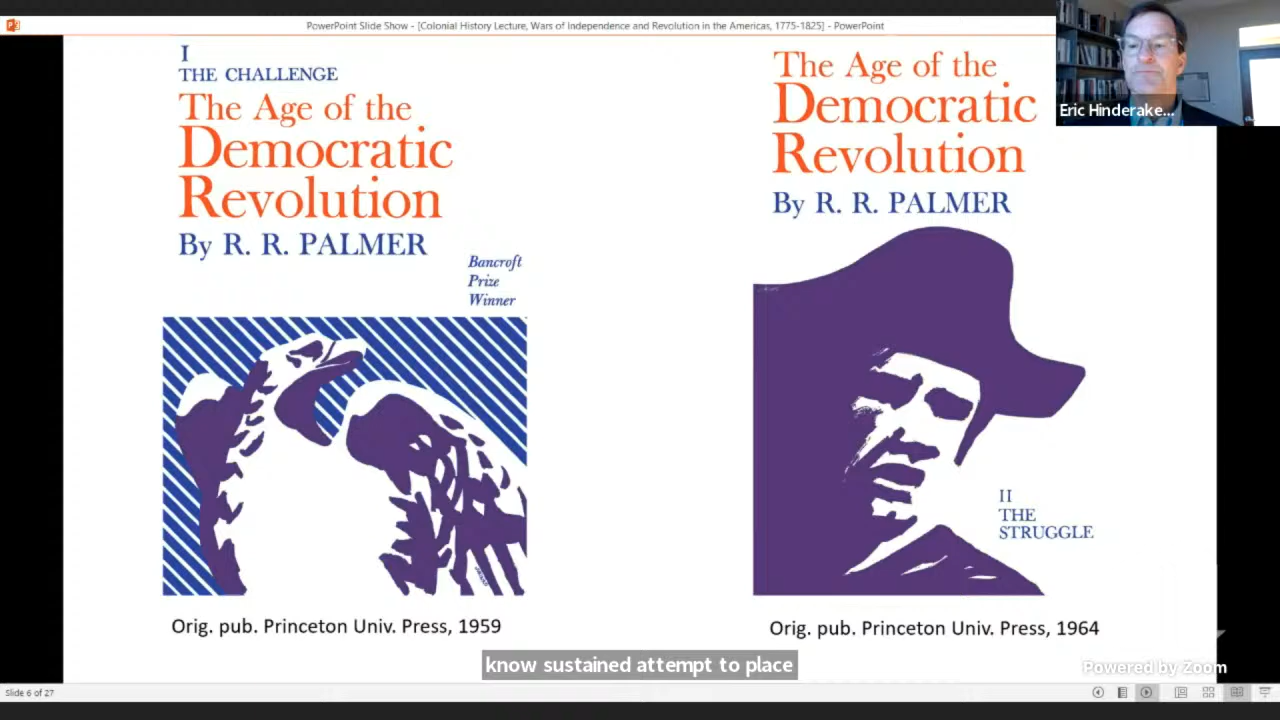 PowerPoint Slide Show - [Colonial History Lecture, Wars of Independence and Revolution in the Americas, 1775-1825] - PowerPoint
I
THE CHALLENGE
The Age of the
Democratic
Revolution
By R. R. PALMER
Bancroft
Prize
Winner
Orig. pub. Princeton Univ. Press, 1959
The Age of the
Democratic
Revolution
By R. R. PALMER
II
THE
STRUGGLE
Orig. pub. Princeton Univ. Press, 1964
Eric Hinderake...
know sustained attempt to place
Powered by Zoom
Slide 6 of 27